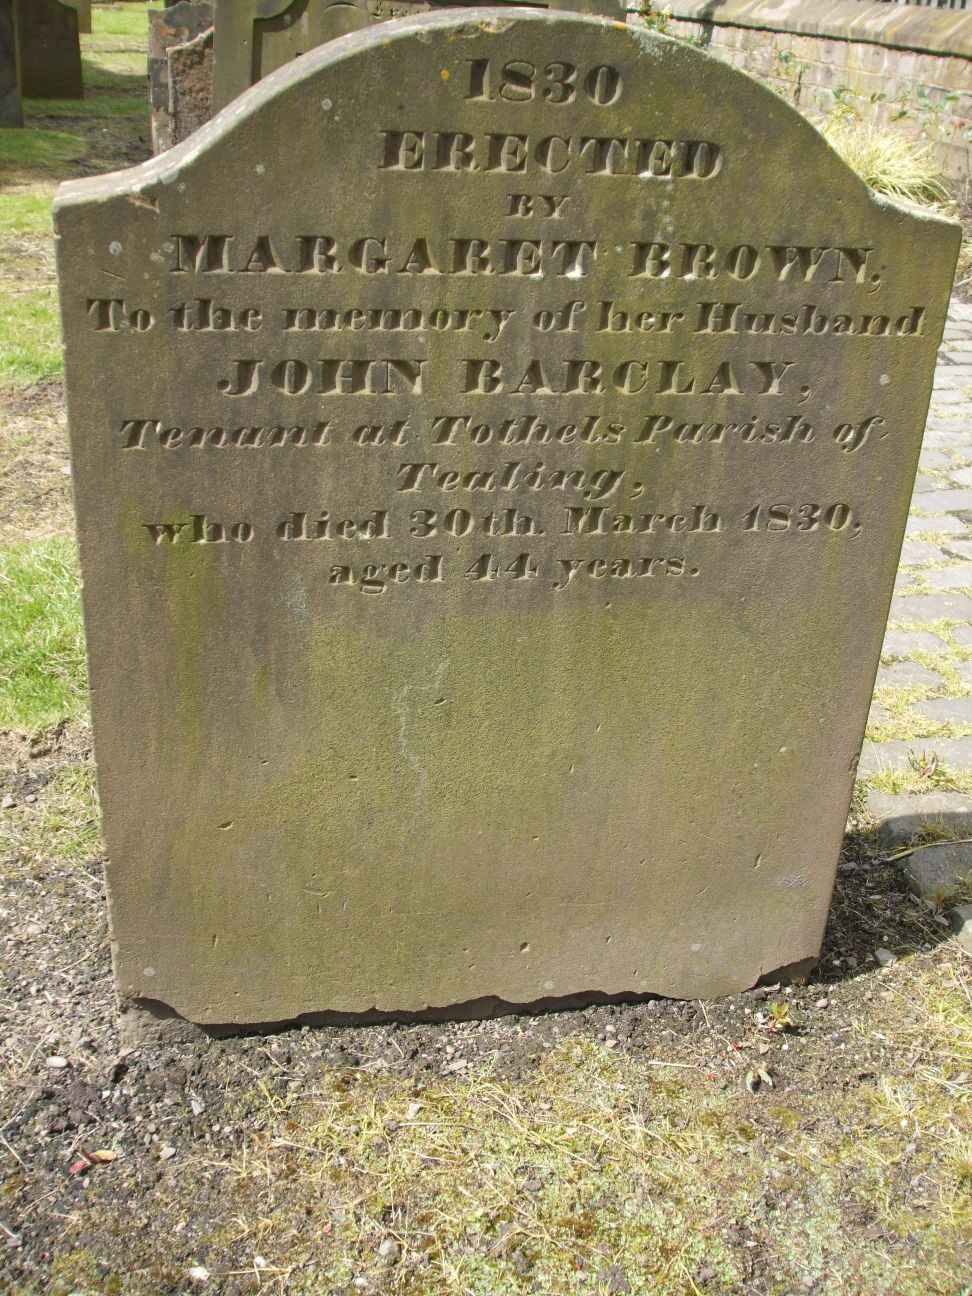 1830
ERECTED
BY
MARGARET BROWN,
To the memory of her Husband
JOHN BARCLAY,
Tenant at Tothels Parish of
Tealing,
who died 30th. March 1830,
aged 44 years.